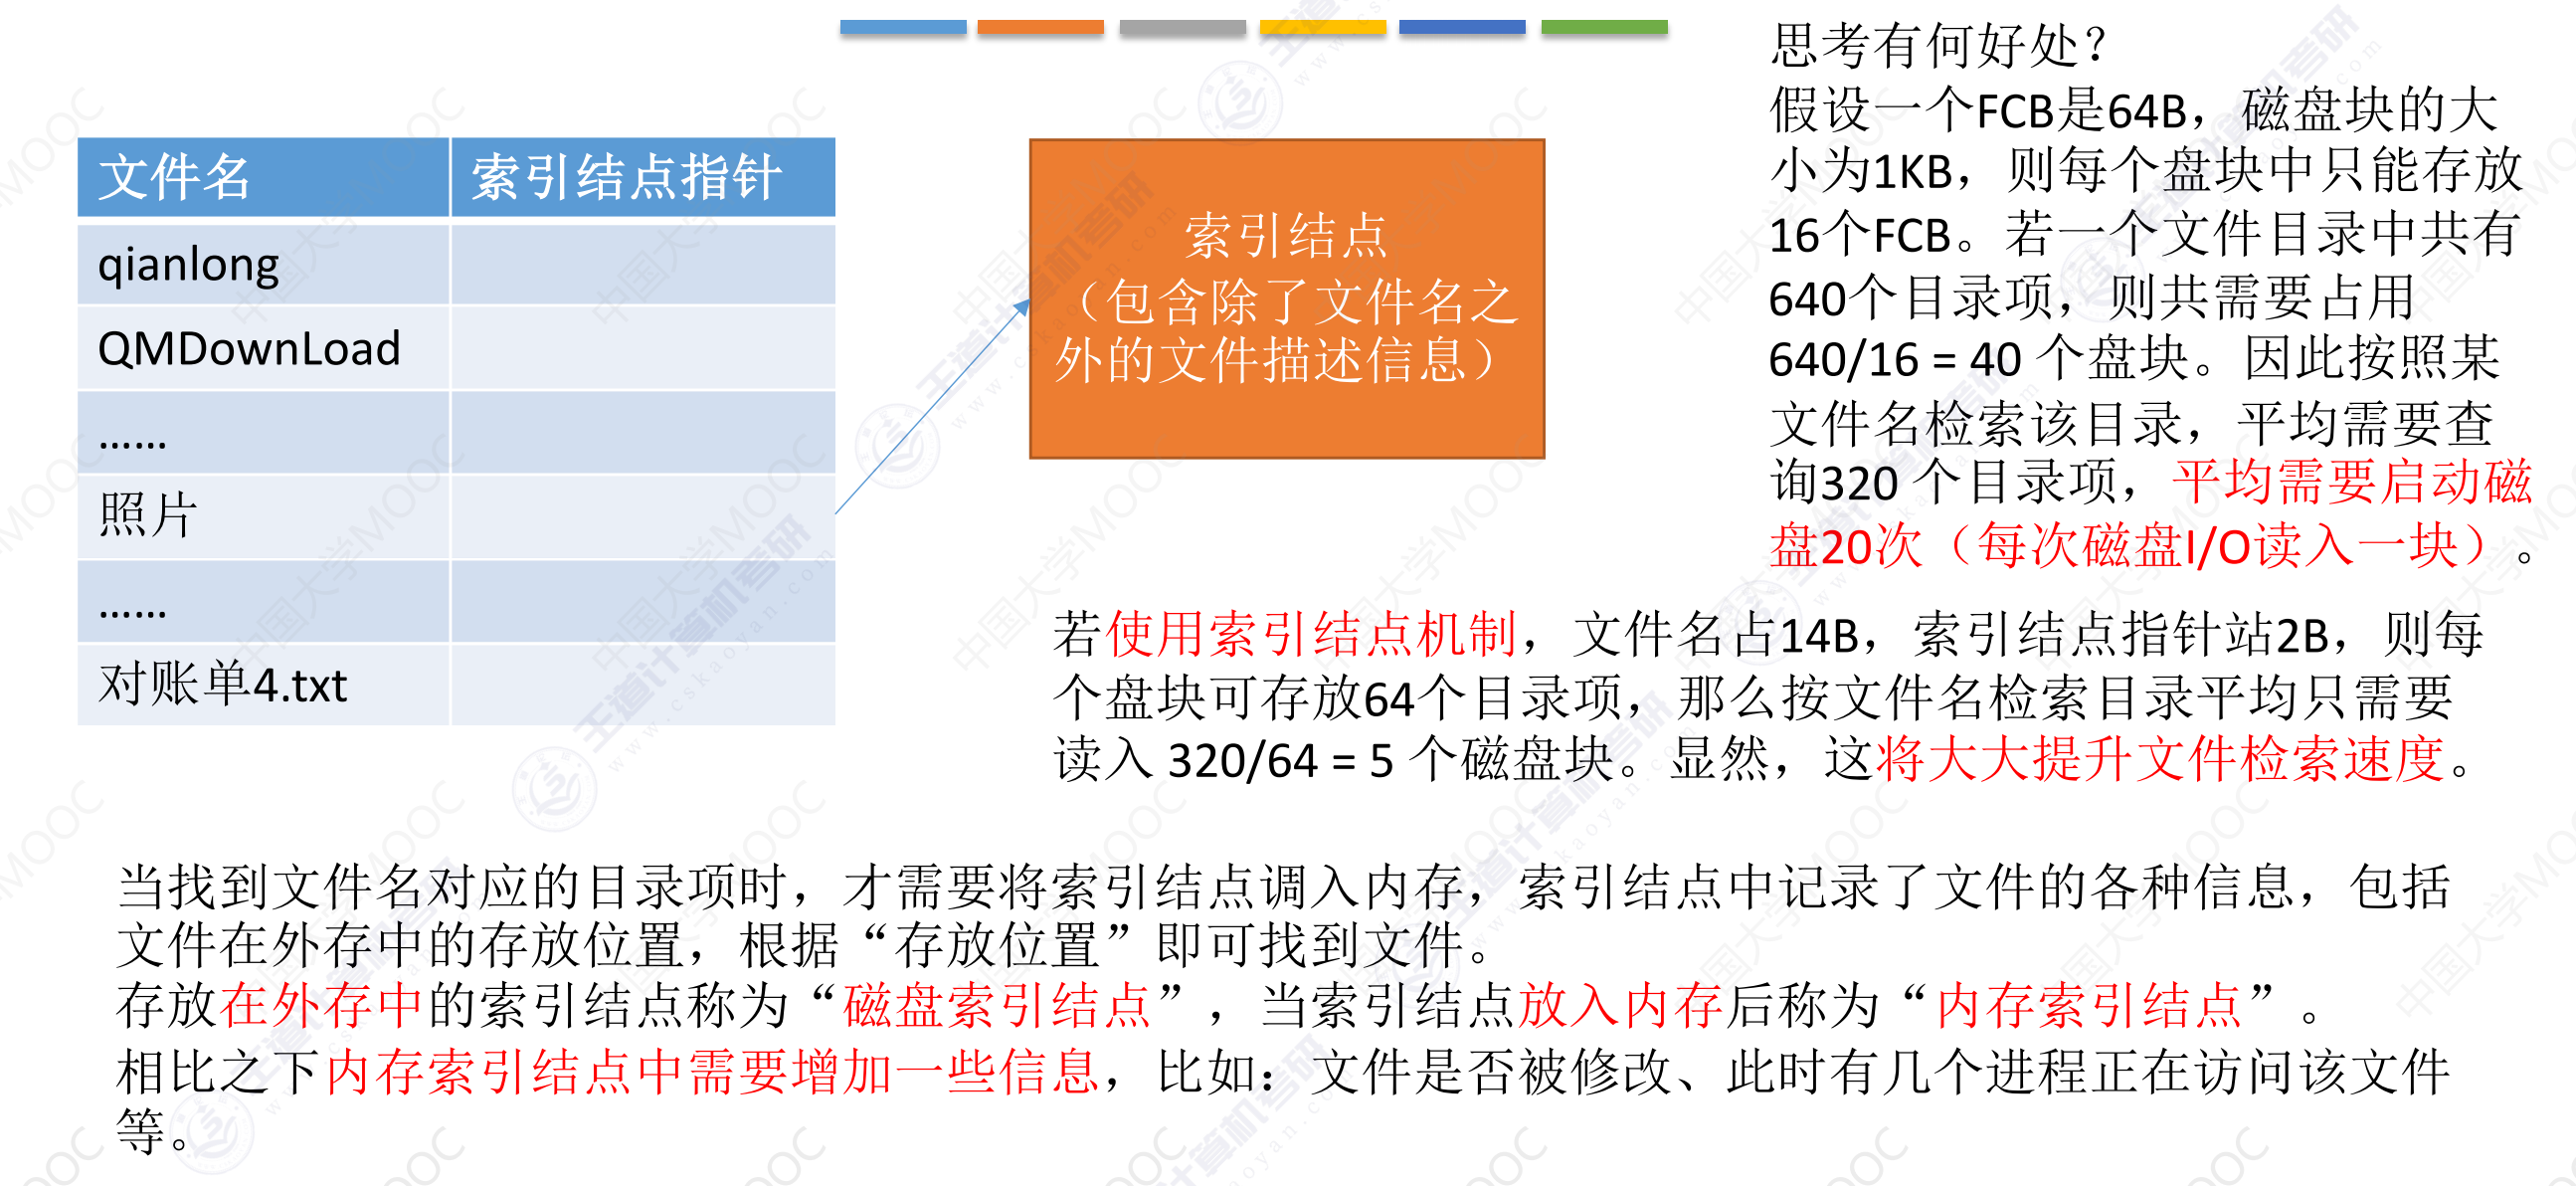 文件名 索引结点指针
qianlong
QMDownLoad
……
照片
……
对账单4.txt
索引结点
（包含除了文件名之
外的文件描述信息）
思考有何好处？
假设一个FCB是64B，磁盘块的大
小为1KB，则每个盘块中只能存放
16个FCB。若一个文件目录中共有
640个目录项，则共需要占用
640/16 = 40 个盘块。因此按照某
文件名检索该目录，平均需要查
询320 个目录项，平均需要启动磁
盘20次（每次磁盘I/O读入一块）。
若使用索引结点机制，文件名占14B，索引结点指针站2B，则每
个盘块可存放64个目录项，那么按文件名检索目录平均只需要
读入 320/64 = 5 个磁盘块。显然，这将大大提升文件检索速度。
当找到文件名对应的目录项时，才需要将索引结点调入内存，索引结点中记录了文件的各种信息，包括
文件在外存中的存放位置，根据“存放位置”即可找到文件。
存放在外存中的索引结点称为“磁盘索引结点”，当索引结点放入内存后称为“内存索引结点”。
相比之下内存索引结点中需要增加一些信息，比如：文件是否被修改、此时有几个进程正在访问该文件
等。
中国大学MOOC
王道计算机考研
www.cskaoyan.com